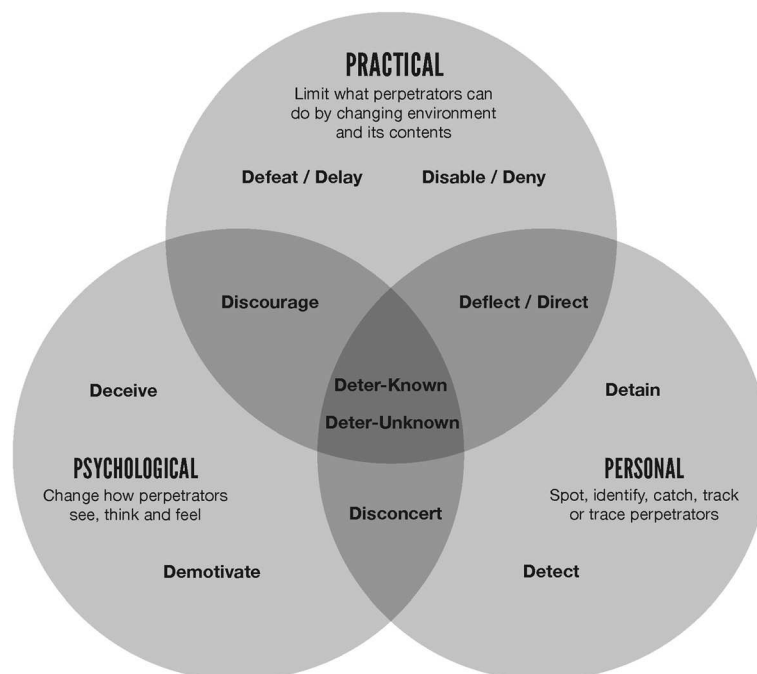 PRACTICAL
Limit what perpetrators can
do by changing environment
and its contents
Defeat / Delay
Disable / Deny
Discourage
Deflect / Direct
Deter-Known
Deter-Unknown
Deceive
Detain
PSYCHOLOGICAL
Change how perpetrators
see, think and feel
PERSONAL
Spot, identify, catch, track
or trace perpetrators
Disconcert
Demotivate
Detect